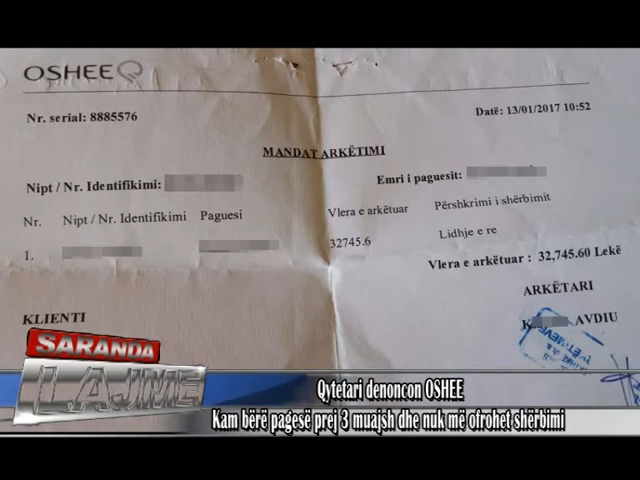 OSHEE
Nr. serial: 8885576
Datë: 13/01/2017 10:52
MANDAT ARKËTIMI
Nipt / Nr. Identifikimi:
Emri i paguesit:
Nr. Nipt / Nr. Identifikimi Paguesi Vlera e arkëtuar Përshkrimi i shërbimit
1. 32745.6 Lidhje e re
Vlera e arkëtuar : 32,745.60 Lekë
KLIENTI
ARKËTARI
AVDIU
SARANDA
LAJME
Qytetari denoncon OSHEE
Kam bërë pagesë prej 3 muajsh dhe nuk më ofrohet shërbimi